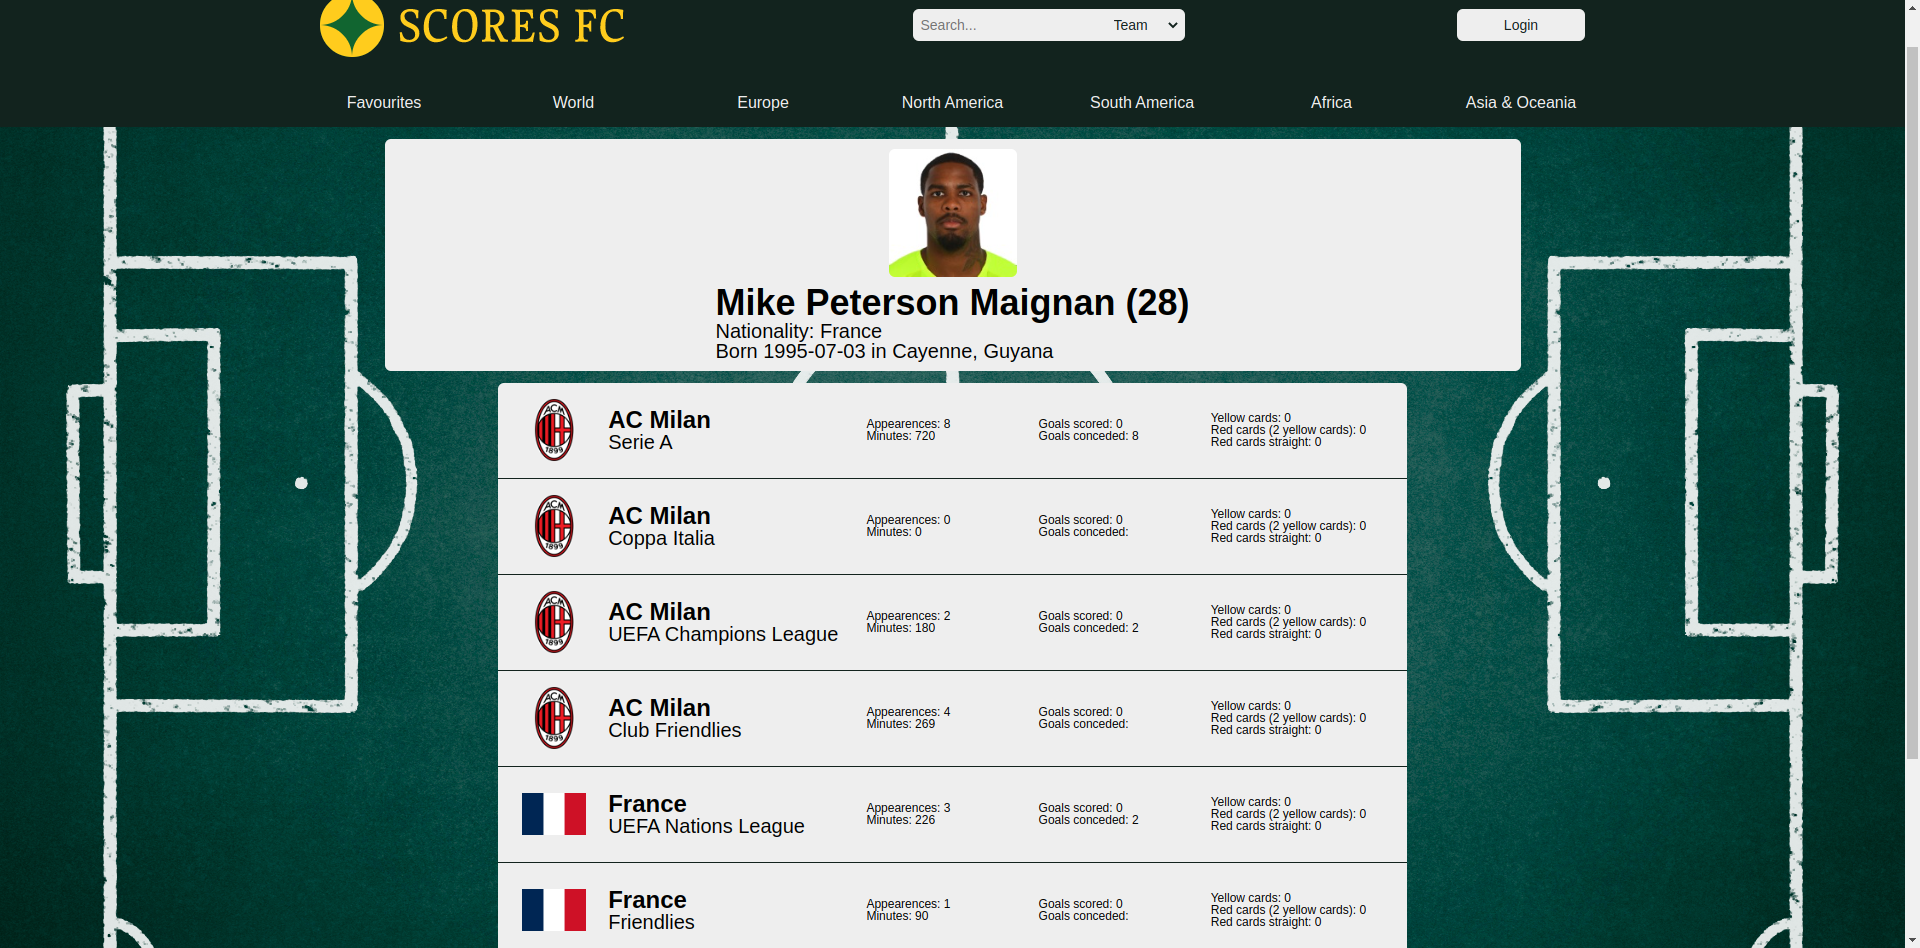 SCORES FC
Search...
Team
Login
Favourites
World
Europe
North America
South America
Africa
Asia & Oceania
Mike Peterson Maignan (28)
Nationality: France
Born 1995-07-03 in Cayenne, Guyana
ACM
1899
AC Milan
Serie A
Appearences: 8
Minutes: 720
Goals scored: 0
Goals conceded: 8
Yellow cards: 0
Red cards (2 yellow cards): 0
Red cards straight: 0
ACM
1899
AC Milan
Coppa Italia
Appearences: 0
Minutes: 0
Goals scored: 0
Goals conceded:
Yellow cards: 0
Red cards (2 yellow cards): 0
Red cards straight: 0
ACM
1899
AC Milan
UEFA Champions League
Appearences: 2
Minutes: 180
Goals scored: 0
Goals conceded: 2
Yellow cards: 0
Red cards (2 yellow cards): 0
Red cards straight: 0
ACM
1899
AC Milan
Club Friendlies
Appearences: 4
Minutes: 269
Goals scored: 0
Goals conceded:
Yellow cards: 0
Red cards (2 yellow cards): 0
Red cards straight: 0
France
UEFA Nations League
Appearences: 3
Minutes: 226
Goals scored: 0
Goals conceded: 2
Yellow cards: 0
Red cards (2 yellow cards): 0
Red cards straight: 0
France
Friendlies
Appearences: 1
Minutes: 90
Goals scored: 0
Goals conceded:
Yellow cards: 0
Red cards (2 yellow cards): 0
Red cards straight: 0